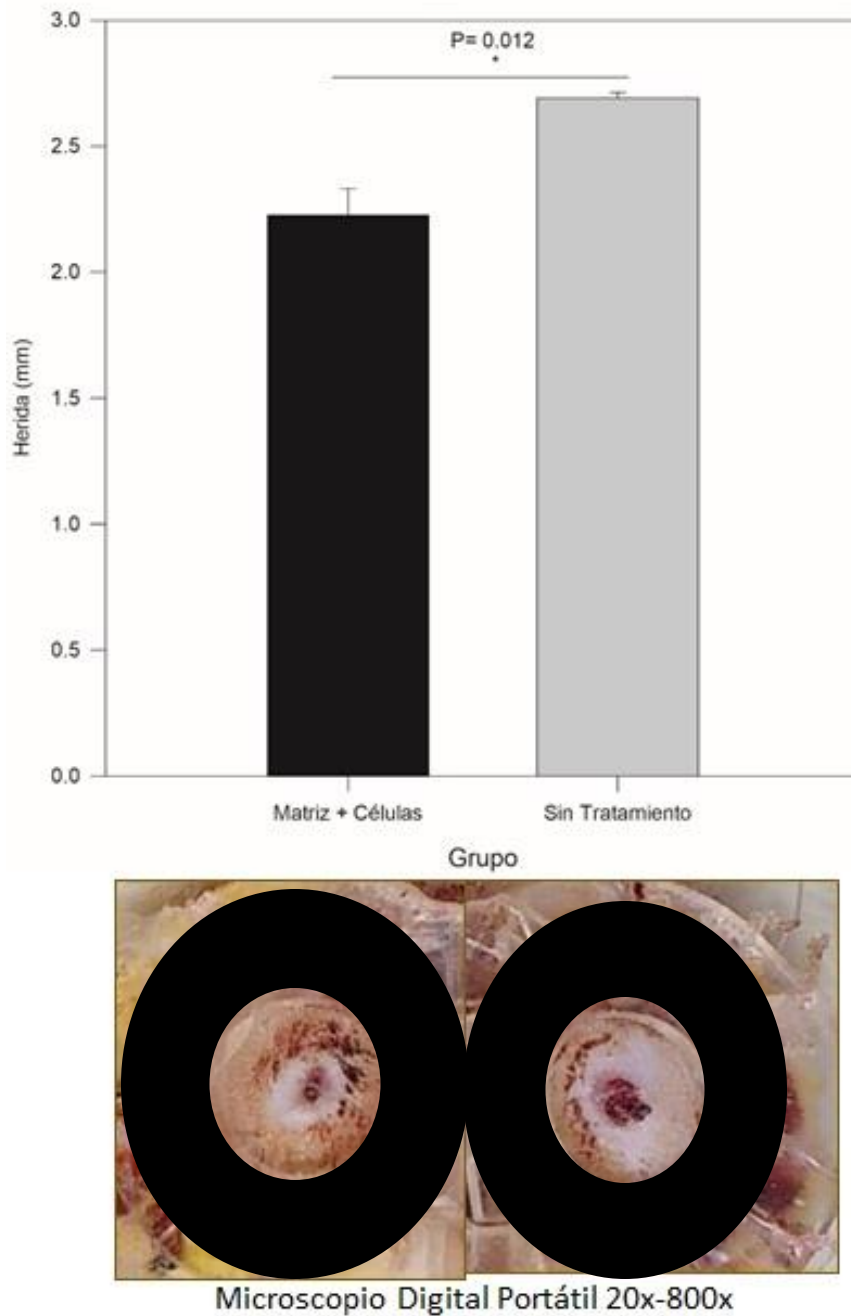 3.0
P= 0.012
*
2.5
2.0
1.5
1.0
0.5
0.0
Herida (mm)
Matriz + Células Sin Tratamiento
Grupo
Microscopio Digital Portátil 20x-800x